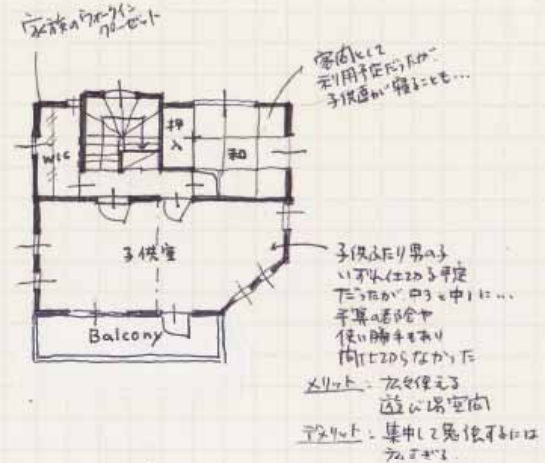 家族のウォークイン
クローゼット
客間として
利用予定だったが
子供達が寝ることも…
WIC
押入
和
子供室
Balcony
子供ふたり男の子
いずれ仕切る予定
だったが中3と中1に…
予算の都合や
使い勝手もあり
間仕切らなかった
メリット：広々使える
遊び場空間
デメリット：集中して勉強するには
広すぎる